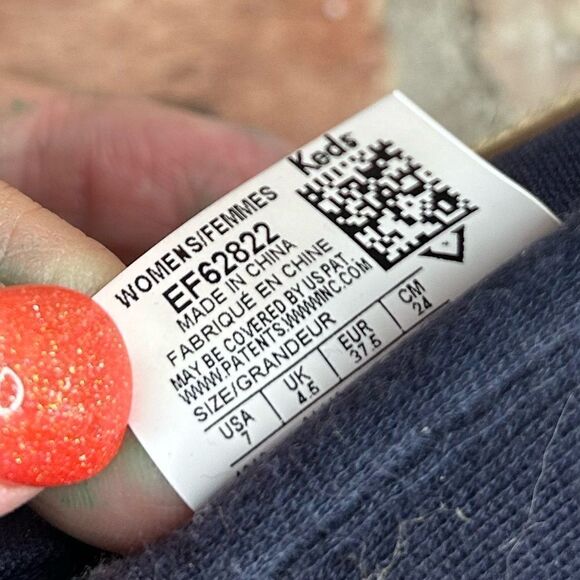 Keds
WOMENS/FEMMES
EF62822
MADE IN CHINA
FABRIQUÉ EN CHINE
MAY BE COVERED BY US PAT.
WWW.PATENTS.WWWINC.COM
SIZE/GRANDEUR
USA UK EUR CM
7 4.5 37.5 24